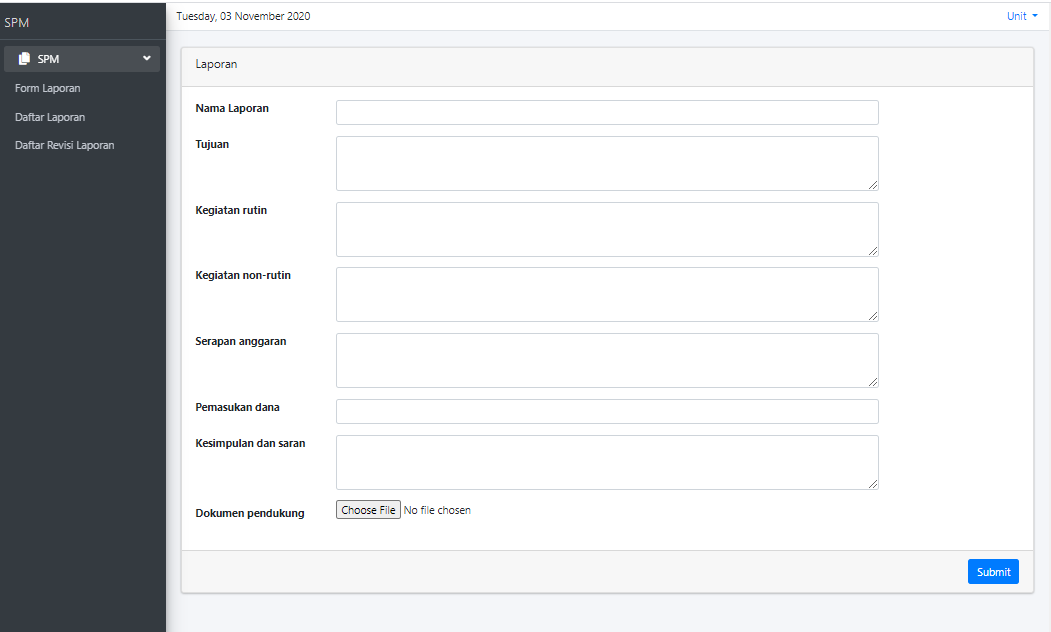 SPM
Tuesday, 03 November 2020
Unit
SPM
Form Laporan
Daftar Laporan
Daftar Revisi Laporan
Laporan
Nama Laporan
Tujuan
Kegiatan rutin
Kegiatan non-rutin
Serapan anggaran
Pemasukan dana
Kesimpulan dan saran
Dokumen pendukung
Choose File No file chosen
Submit